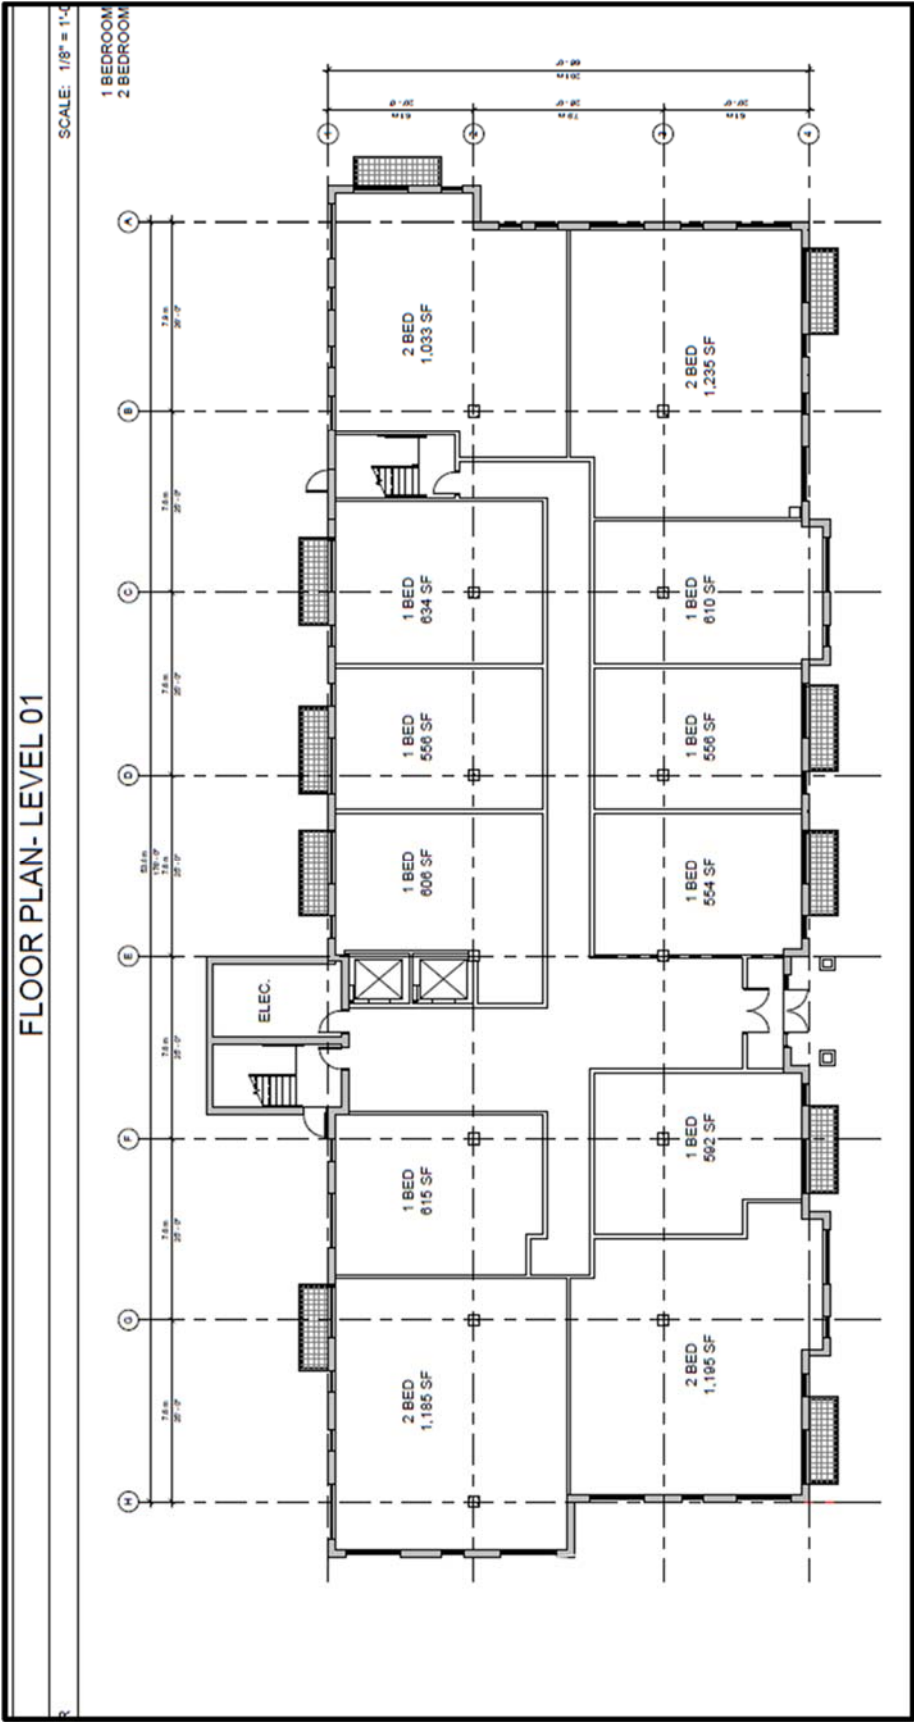 FLOOR PLAN- LEVEL 01
SCALE: 1/8" = 1'-0
1 BEDROOM
2 BEDROOM
H
G
F
E
D
C
B
A
1
2
3
4
ELEC.
2 BED
1,185 SF
1 BED
615 SF
1 BED
606 SF
1 BED
556 SF
1 BED
634 SF
2 BED
1,033 SF
2 BED
1,195 SF
1 BED
592 SF
1 BED
554 SF
1 BED
556 SF
1 BED
610 SF
2 BED
1,235 SF